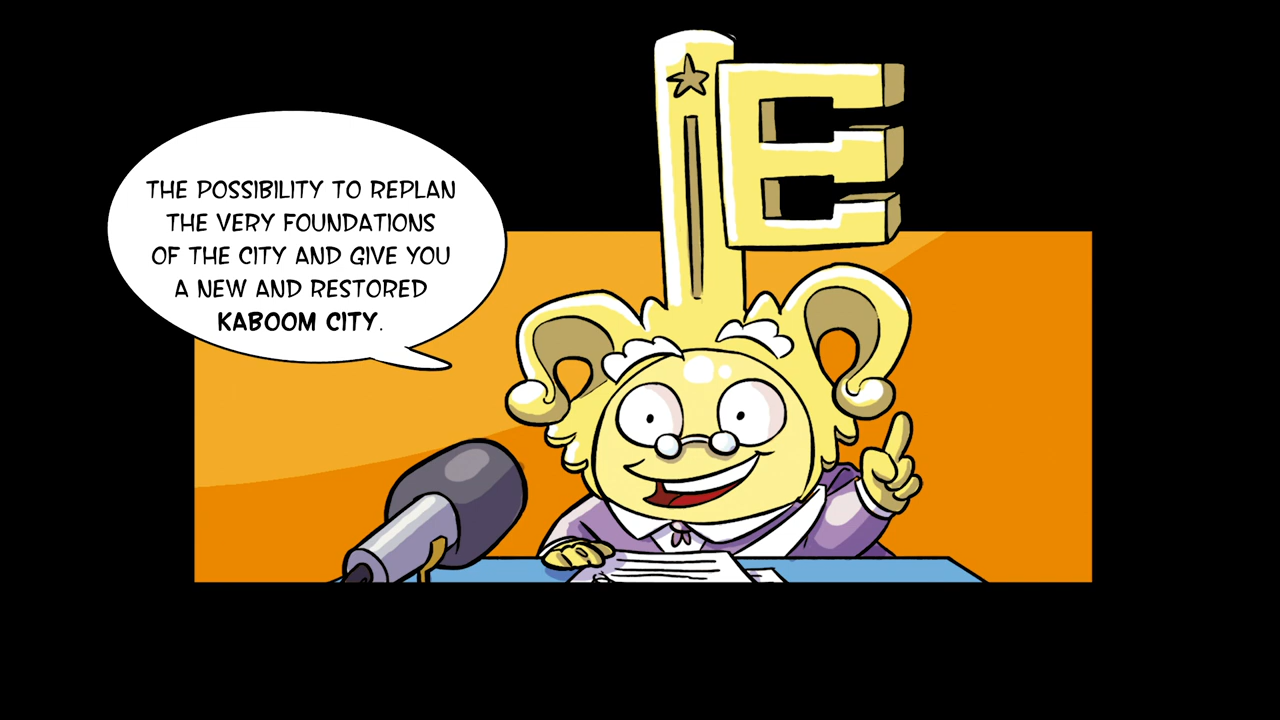 THE POSSIBILITY TO REPLAN
THE VERY FOUNDATIONS
OF THE CITY AND GIVE YOU
A NEW AND RESTORED
KABOOM CITY.
E